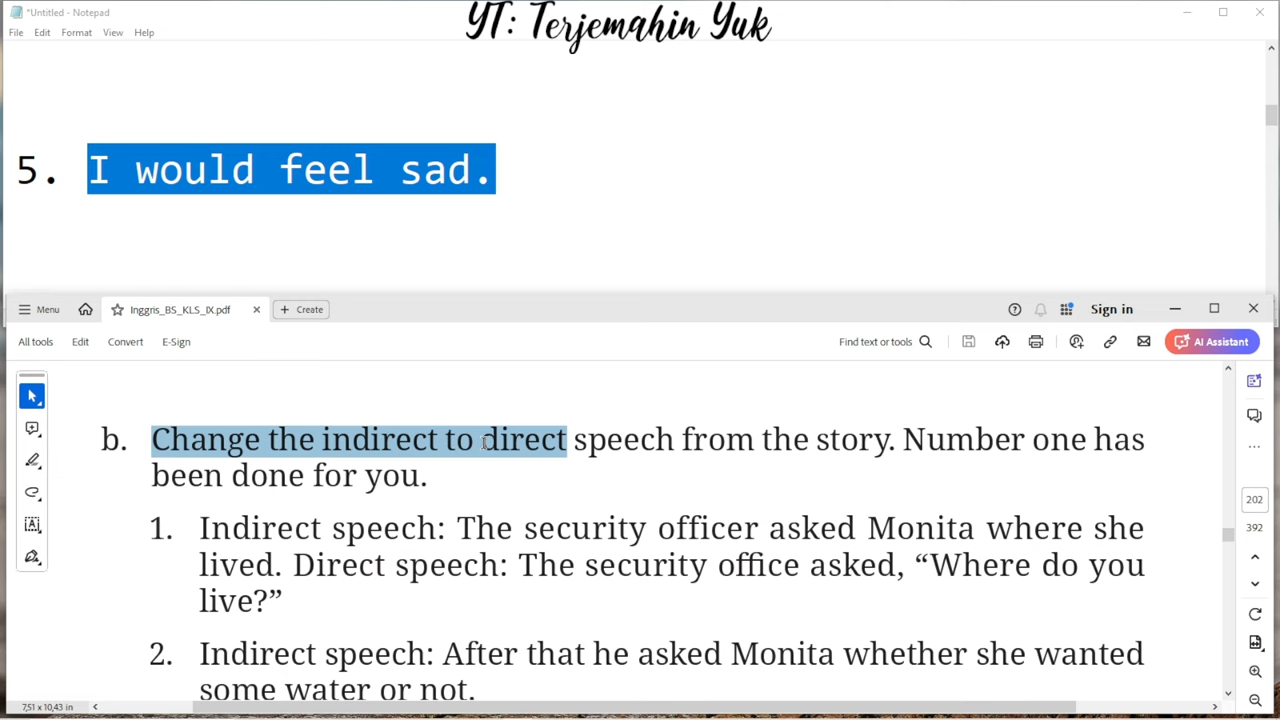 *Untitled - Notepad
YT: Terjemahin Yuk
File Edit Format View Help
5. I would feel sad.
Menu Inggris_BS_KLS_IX.pdf Create Sign in
All tools Edit Convert E-Sign Find text or tools AI Assistant
b. Change the indirect to direct speech from the story. Number one has
been done for you.
1. Indirect speech: The security officer asked Monita where she
lived. Direct speech: The security office asked, “Where do you
live?”
2. Indirect speech: After that he asked Monita whether she wanted
some water or not.
202
392
7,51 x 10,43 in